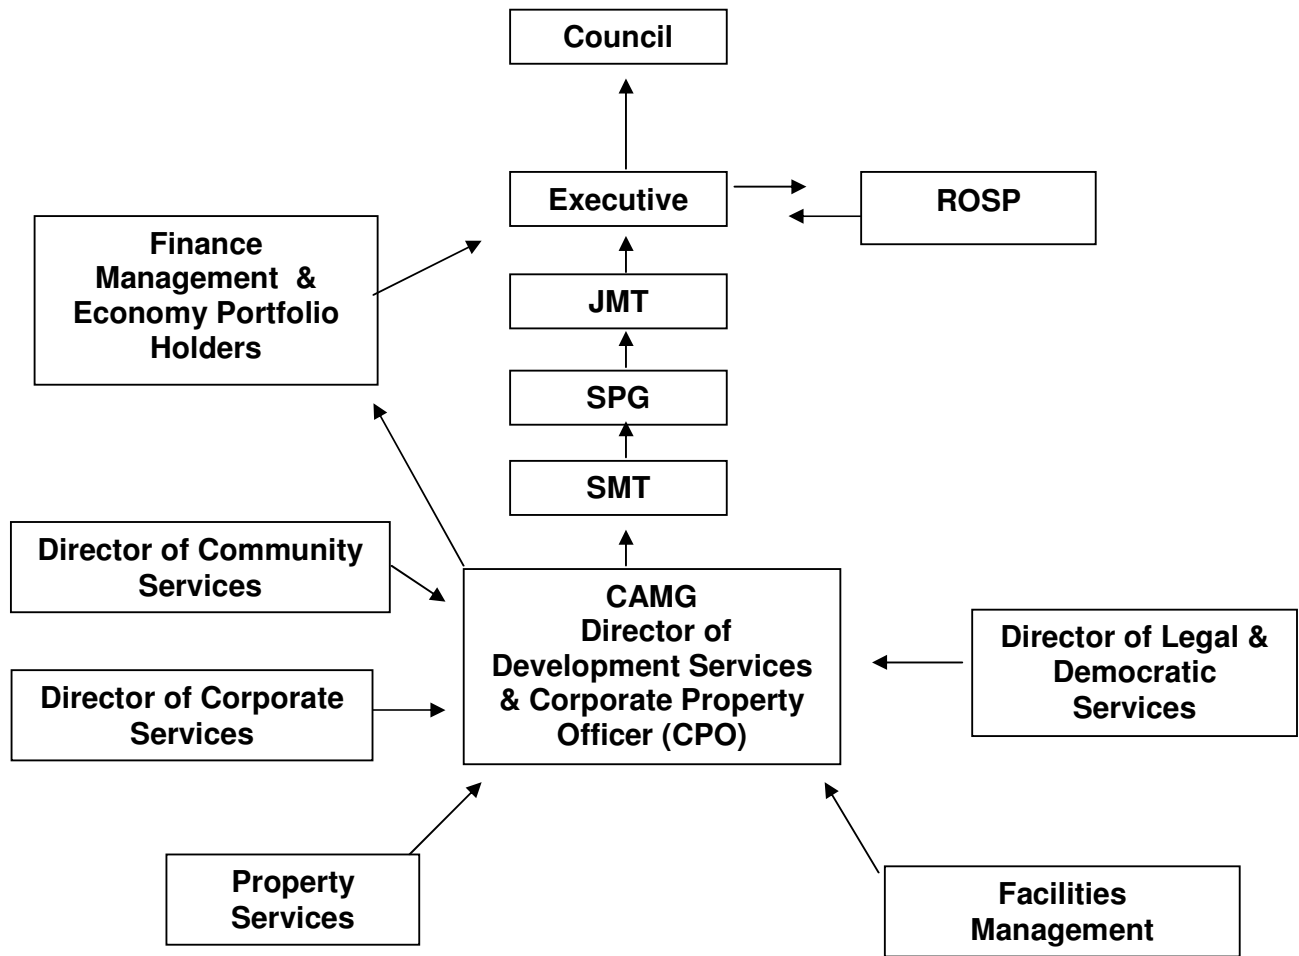 Council
Executive
ROSP
Finance
Management &
Economy Portfolio
Holders
JMT
SPG
SMT
Director of Community
Services
CAMG
Director of
Development Services
& Corporate Property
Officer (CPO)
Director of Legal &
Democratic
Services
Director of Corporate
Services
Property
Services
Facilities
Management